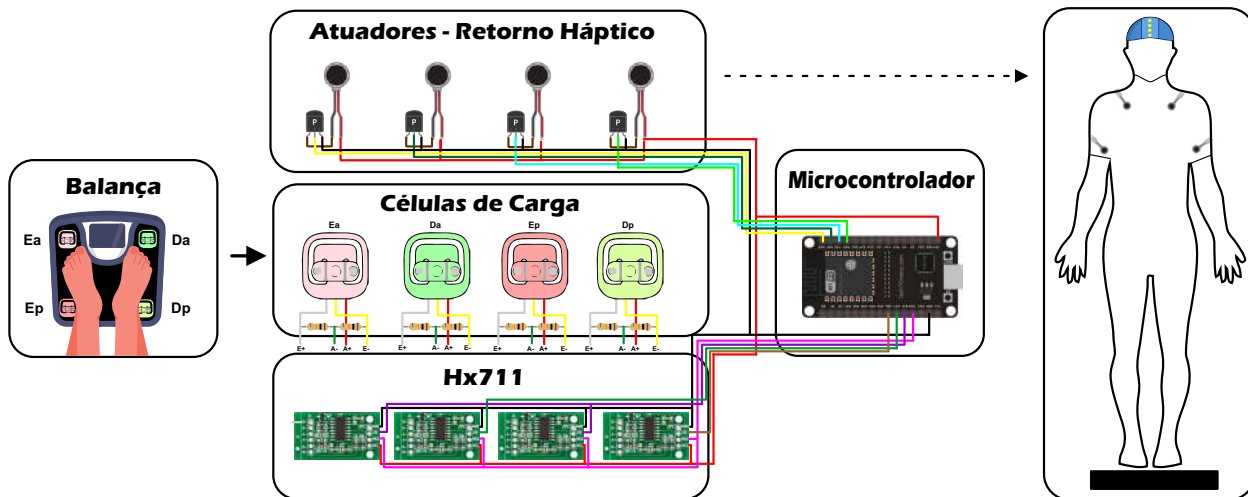 Atuadores - Retorno Háptico
P P P P
Balança
Ea Da
Ep Dp
Células de Carga
Ea Da Ep Dp
E+ A- A+ E- E+ A- A+ E- E+ A- A+ E- E+ A- A+ E-
Hx711
Microcontrolador